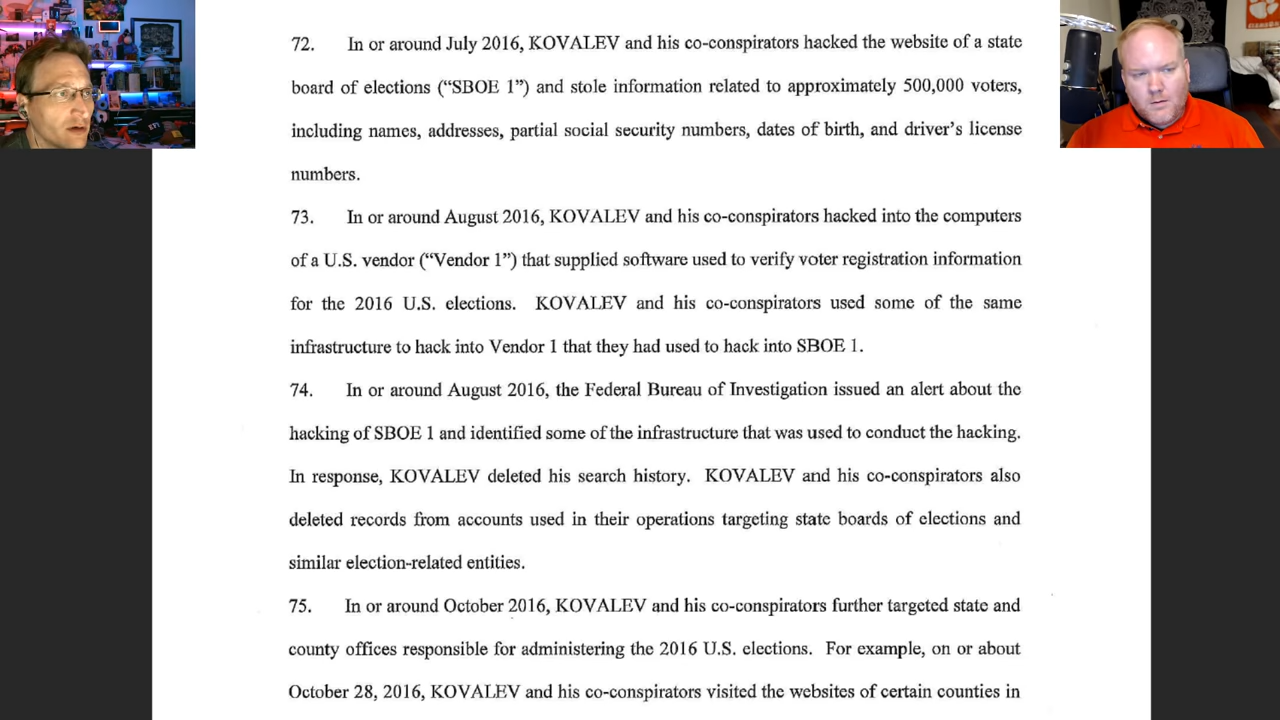 72. In or around July 2016, KOVALEV and his co-conspirators hacked the website of a state
board of elections (“SBOE 1”) and stole information related to approximately 500,000 voters,
including names, addresses, partial social security numbers, dates of birth, and driver’s license
numbers.
73. In or around August 2016, KOVALEV and his co-conspirators hacked into the computers
of a U.S. vendor (“Vendor 1”) that supplied software used to verify voter registration information
for the 2016 U.S. elections. KOVALEV and his co-conspirators used some of the same
infrastructure to hack into Vendor 1 that they had used to hack into SBOE 1.
74. In or around August 2016, the Federal Bureau of Investigation issued an alert about the
hacking of SBOE 1 and identified some of the infrastructure that was used to conduct the hacking.
In response, KOVALEV deleted his search history. KOVALEV and his co-conspirators also
deleted records from accounts used in their operations targeting state boards of elections and
similar election-related entities.
75. In or around October 2016, KOVALEV and his co-conspirators further targeted state and
county offices responsible for administering the 2016 U.S. elections. For example, on or about
October 28, 2016, KOVALEV and his co-conspirators visited the websites of certain counties in